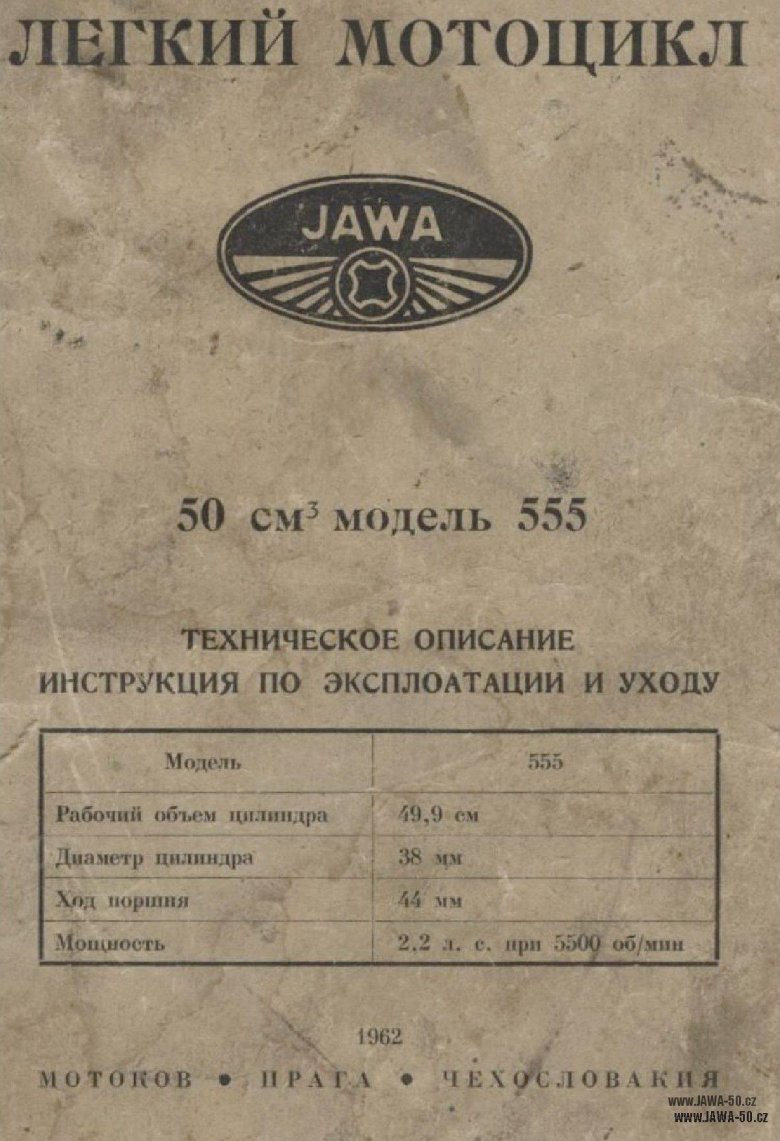 ЛЕГКИЙ МОТОЦИКЛ
JAWA
50 см³ модель 555
ТЕХНИЧЕСКОЕ ОПИСАНИЕ
ИНСТРУКЦИЯ ПО ЭКСПЛОАТАЦИИ И УХОДУ
Модель 555
Рабочий объем цилиндра 49,9 см
Диаметр цилиндра 38 мм
Ход поршня 44 мм
Мощность 2.2 л. с. при 5500 об/мин
1962
МОТОКОВ • ПРАГА • ЧЕХОСЛОВАКИЯ
www.JAWA-50.cz
www.JAWA-50.cz